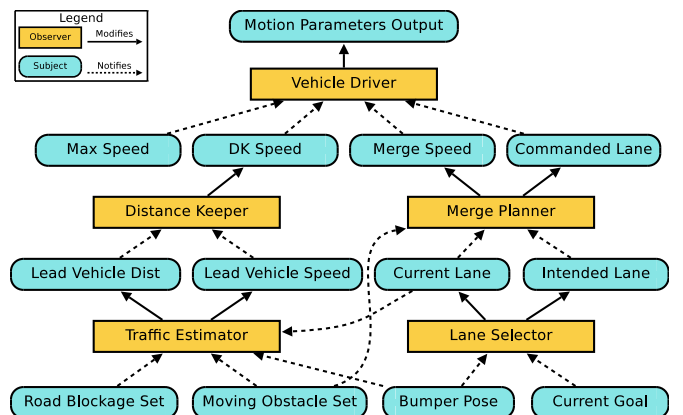 Legend
Observer
Modifies
Subject
Notifies
Motion Parameters Output
Vehicle Driver
Max Speed
DK Speed
Merge Speed
Commanded Lane
Distance Keeper
Merge Planner
Lead Vehicle Dist
Lead Vehicle Speed
Current Lane
Intended Lane
Traffic Estimator
Lane Selector
Road Blockage Set
Moving Obstacle Set
Bumper Pose
Current Goal